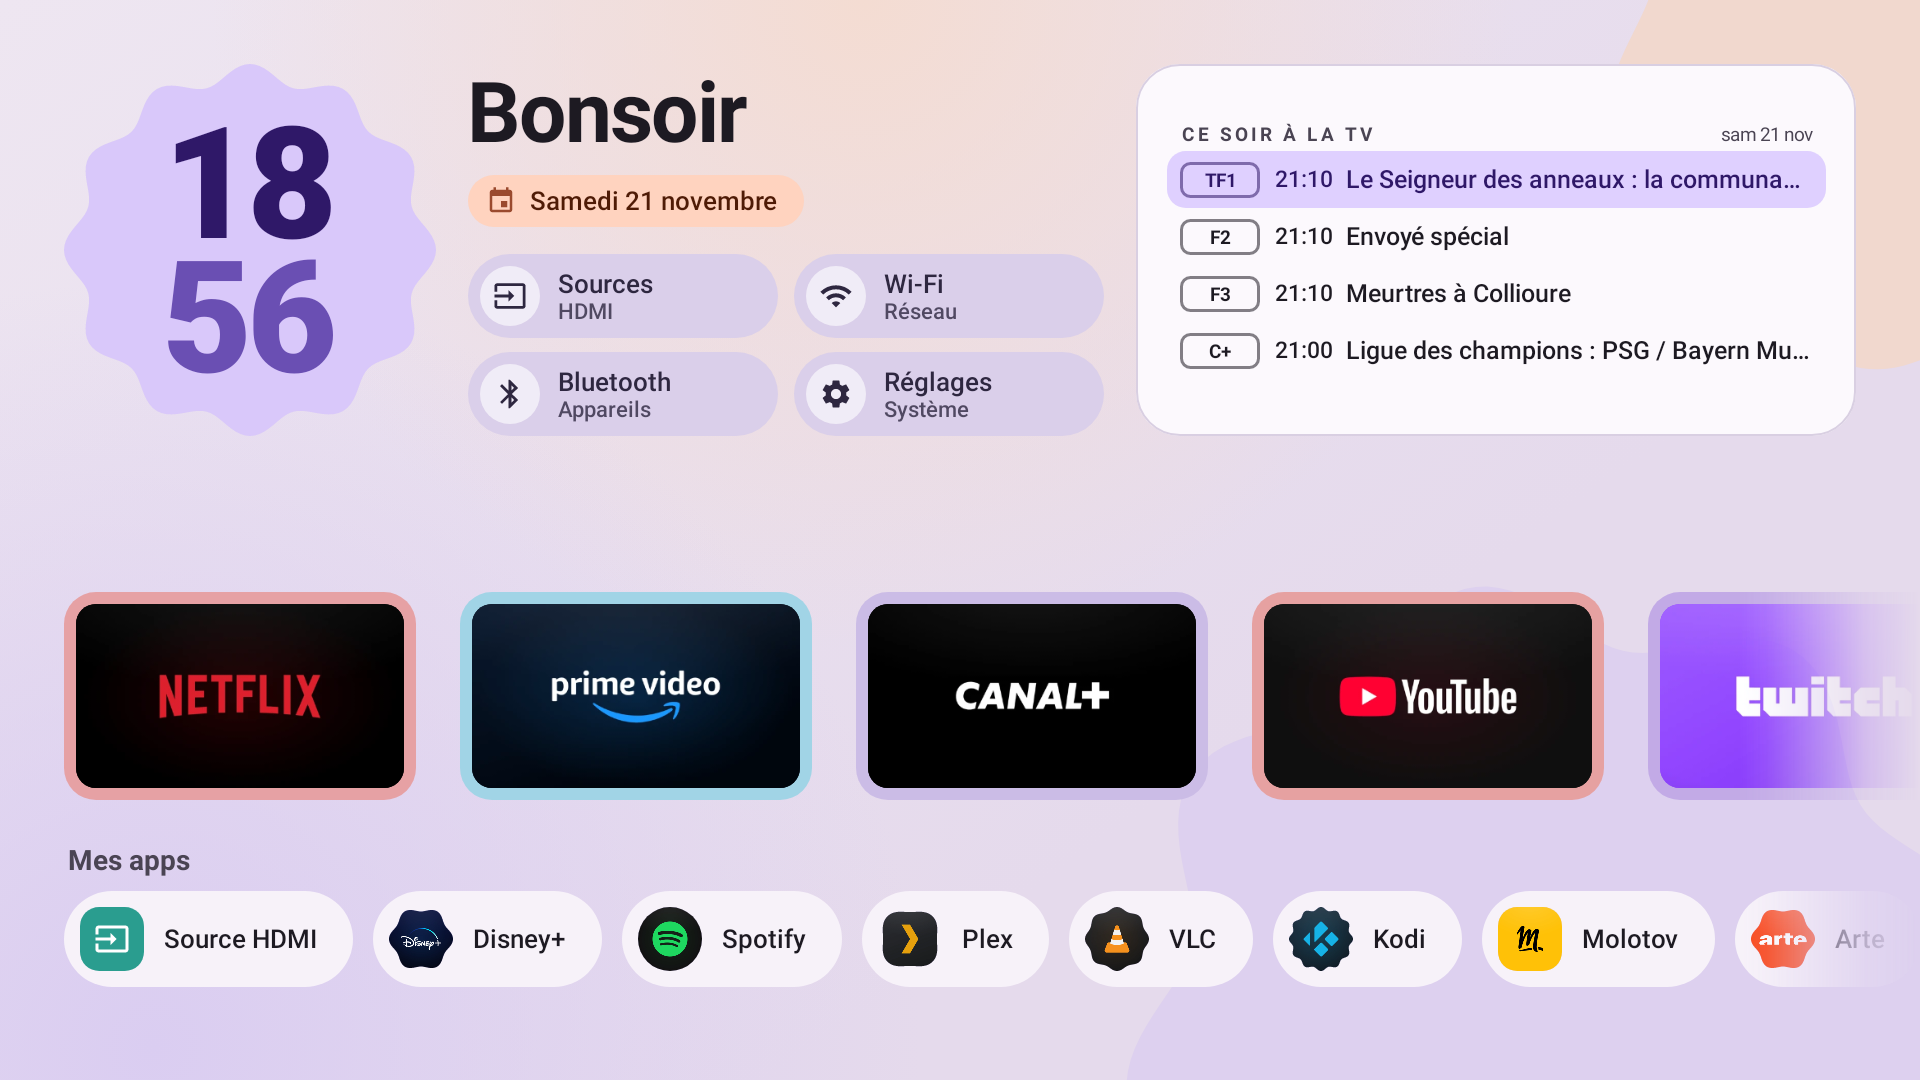 18
56
Bonsoir
Samedi 21 novembre
Sources
HDMI
Wi-Fi
Réseau
Bluetooth
Appareils
Réglages
Système
CE SOIR À LA TV
sam 21 nov
TF1 21:10 Le Seigneur des anneaux : la communa...
F2 21:10 Envoyé spécial
F3 21:10 Meurtres à Collioure
C+ 21:00 Ligue des champions : PSG / Bayern Mu...
NETFLIX
prime video
CANAL+
YouTube
twitch
Mes apps
Source HDMI
Disney+
Disney+
Spotify
Plex
VLC
Kodi
M.
Molotov
arte
Arte